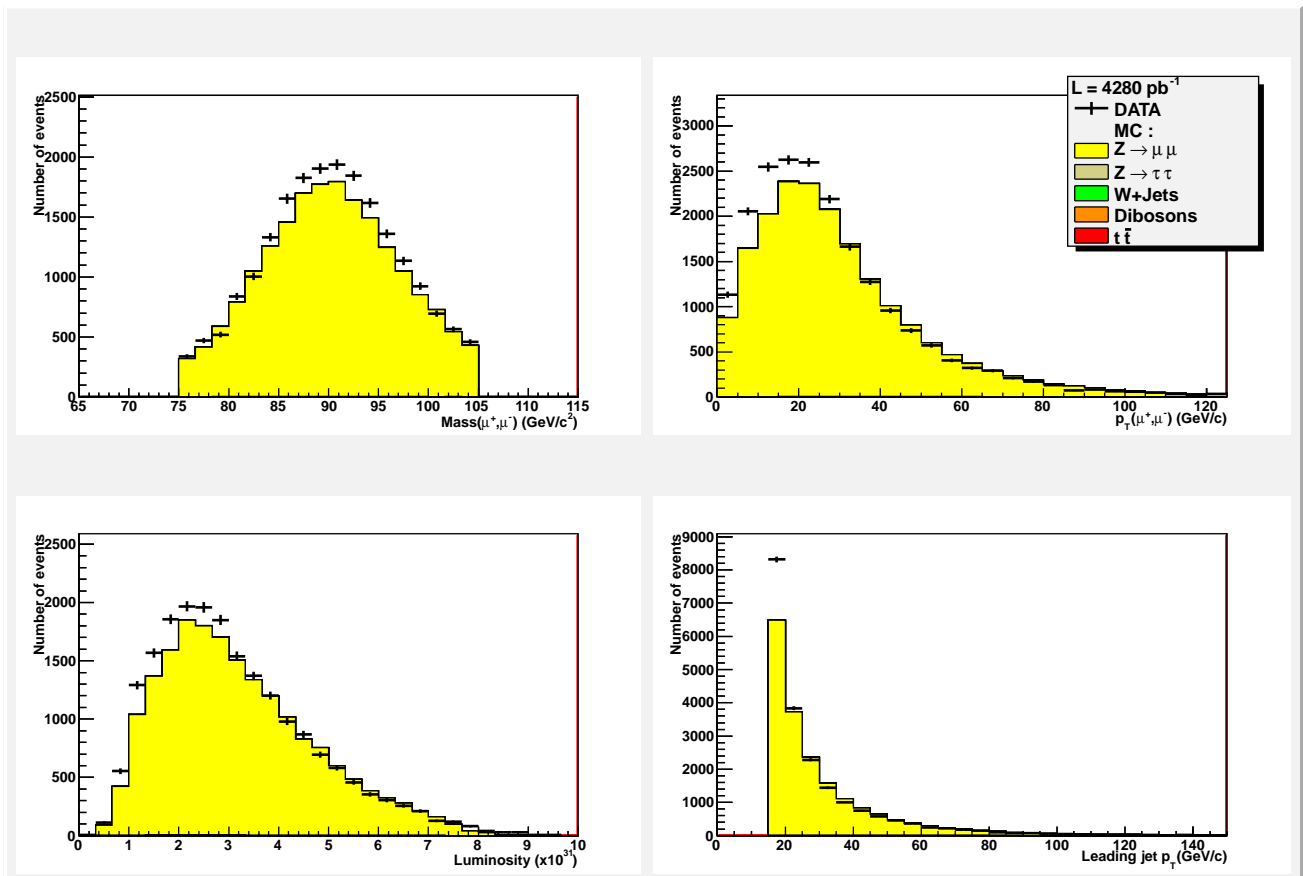 Number of events
2500
2000
1500
1000
500
0
65 70 75 80 85 90 95 100 105 110 115
Mass(μ⁺,μ⁻) (GeV/c²)
Number of events
3000
2500
2000
1500
1000
500
0
0 20 40 60 80 100 120
p_T(μ⁺,μ⁻) (GeV/c)
L = 4280 pb⁻¹
DATA
MC :
Z → μ μ
Z → τ τ
W+Jets
Dibosons
t t̄
Number of events
2500
2000
1500
1000
500
0
0 1 2 3 4 5 6 7 8 9 10
Luminosity (x10³¹)
Number of events
9000
8000
7000
6000
5000
4000
3000
2000
1000
0
0 20 40 60 80 100 120 140
Leading jet p_T(GeV/c)